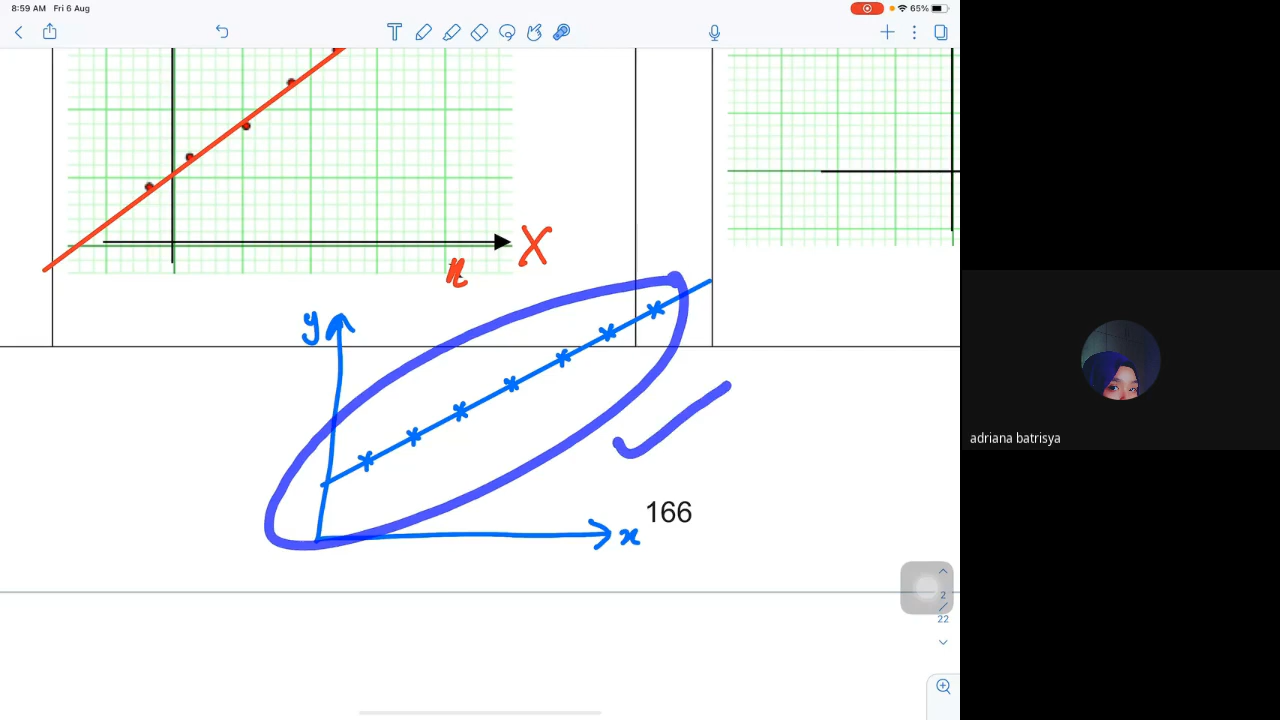 8:59 AM Fri 6 Aug
65%
T
X
x
y
x
166
2
/
22
adriana batrisya